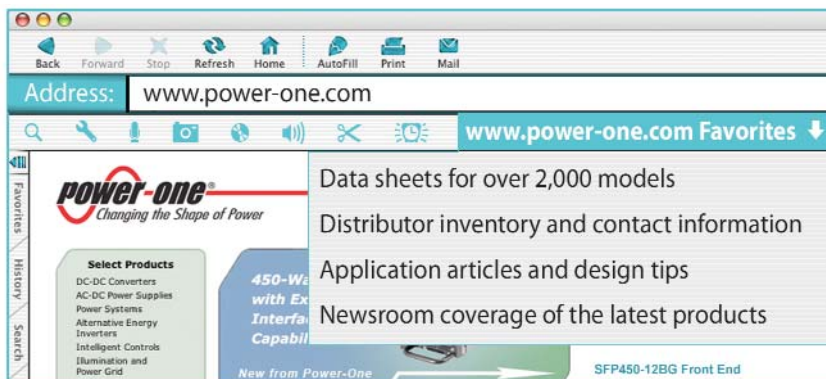 Back Forward Stop Refresh Home AutoFill Print Mail
Address: www.power-one.com
www.power-one.com Favorites
Favorites
History
Search
power-one®
Changing the Shape of Power
Data sheets for over 2,000 models
Distributor inventory and contact information
Application articles and design tips
Newsroom coverage of the latest products
Select Products
DC-DC Converters
AC-DC Power Supplies
Power Systems
Alternative Energy
Inverters
Intelligent Controls
Illumination and
Power Grid
450-Wa
with Ex
Interfa
Capabil
New from Power-One
SFP450-12BG Front End